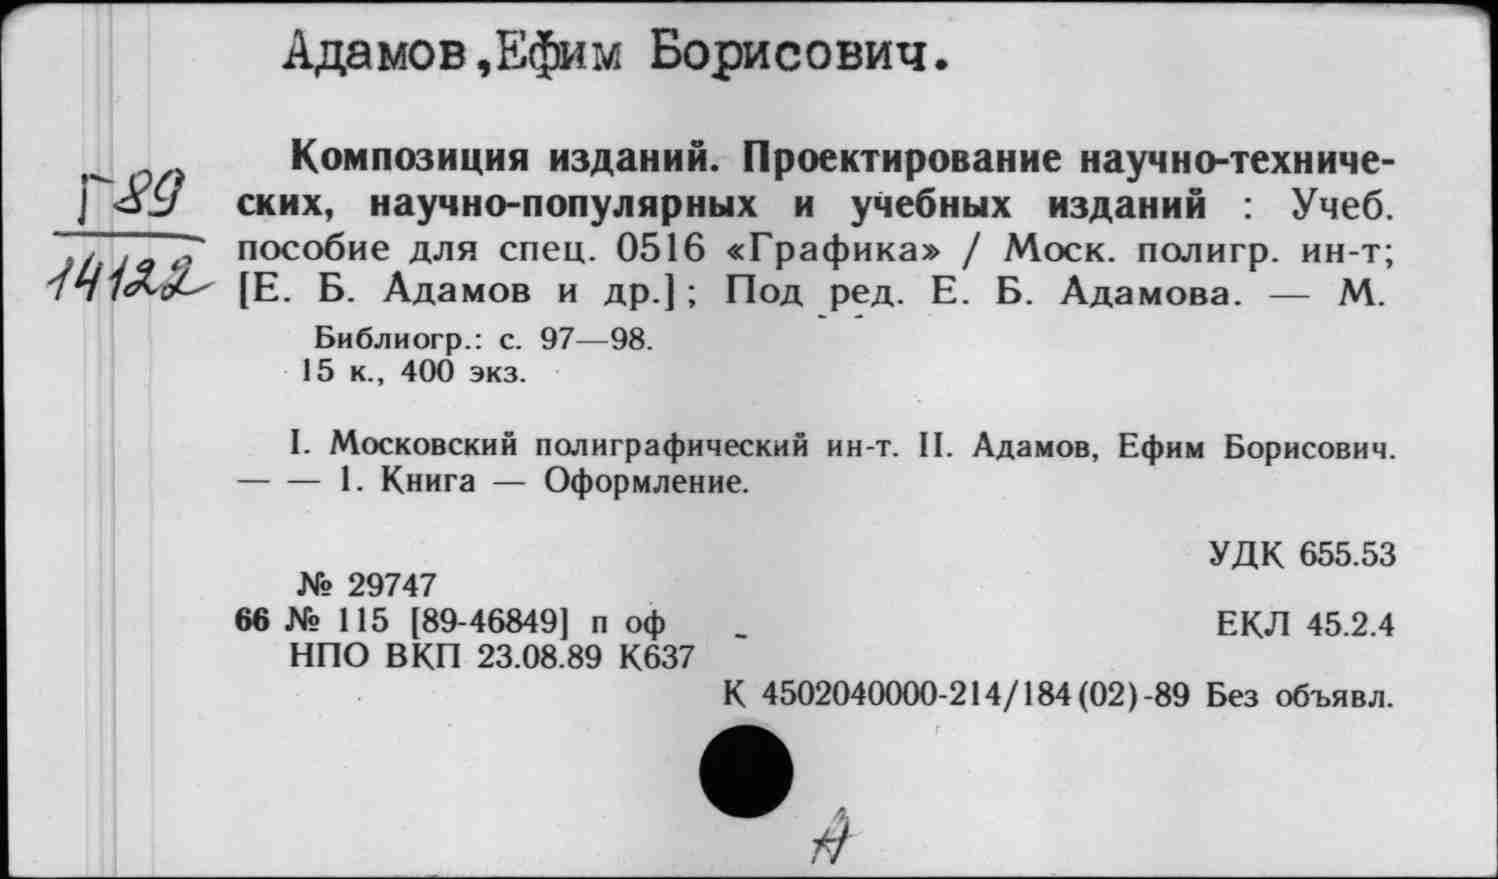 Адамов,Ефим Борисович.
Композиция изданий. Проектирование научно-техниче-
Г89
ских, научно-популярных и учебных изданий : Учеб.
пособие для спец. 0516 «Графика» / Моск. полигр. ин-т;
14122
[Е. Б. Адамов и др.] ; Под ред. Е. Б. Адамова. — М.
Библиогр.: с. 97—98.
15 к., 400 экз.
I. Московский полиграфический ин-т. II. Адамов, Ефим Борисович.
— — 1. Книга — Оформление.
УДК 655.53
№ 29747
66 № 115 [89-46849] п оф
ЕКЛ 45.2.4
НПО ВКП 23.08.89 К637
К 4502040000-214/184(02)-89 Без объявл.
А